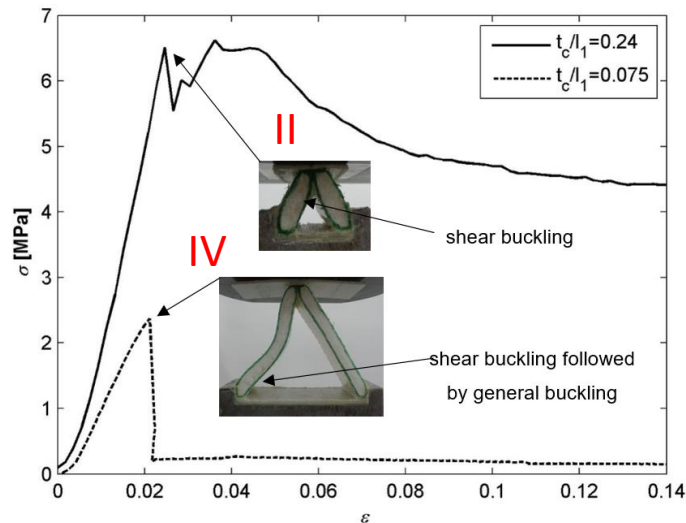 7
6
5
4
3
2
1
0
σ [MPa]
t_c/l_1=0.24
t_c/l_1=0.075
II
shear buckling
IV
shear buckling followed
by general buckling
0 0.02 0.04 0.06 0.08 0.1 0.12 0.14
ε